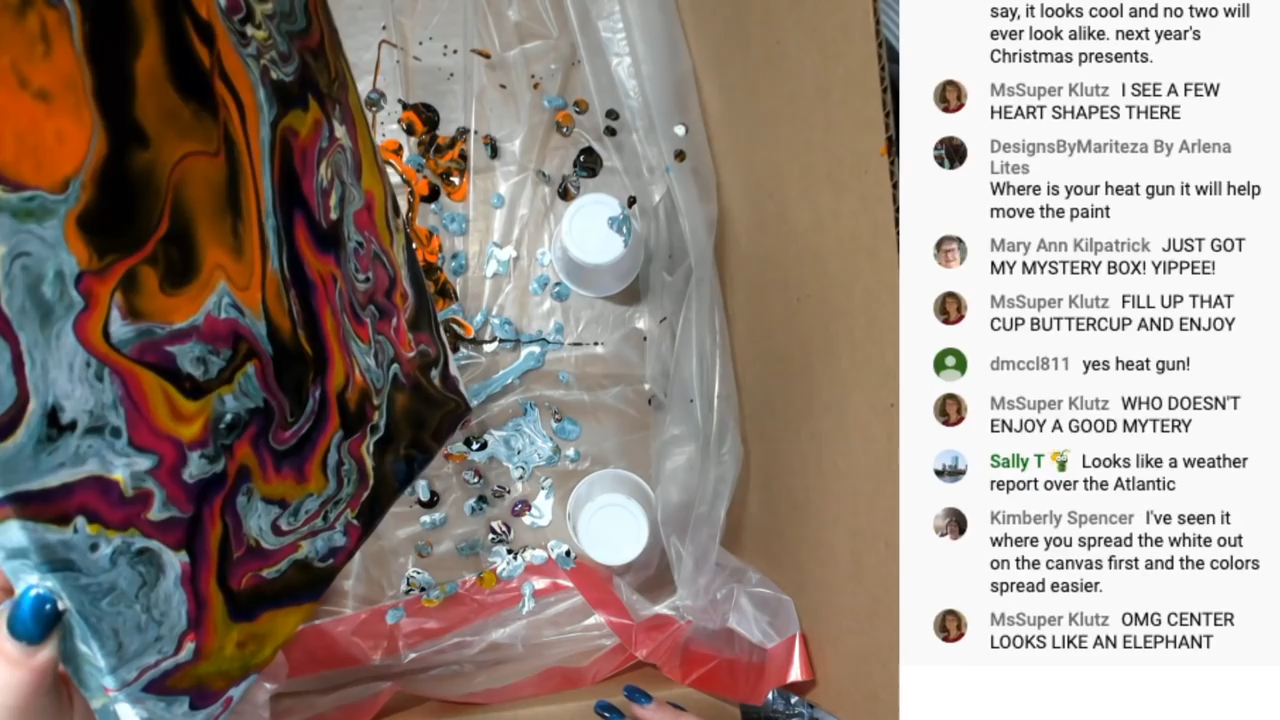 say, it looks cool and no two will
ever look alike. next year's
Christmas presents.
MsSuper Klutz I SEE A FEW
HEART SHAPES THERE
DesignsByMariteza By Arlena
Lites
Where is your heat gun it will help
move the paint
Mary Ann Kilpatrick JUST GOT
MY MYSTERY BOX! YIPPEE!
MsSuper Klutz FILL UP THAT
CUP BUTTERCUP AND ENJOY
dmccl811 yes heat gun!
MsSuper Klutz WHO DOESN'T
ENJOY A GOOD MYTERY
Sally T Looks like a weather
report over the Atlantic
Kimberly Spencer I've seen it
where you spread the white out
on the canvas first and the colors
spread easier.
MsSuper Klutz OMG CENTER
LOOKS LIKE AN ELEPHANT